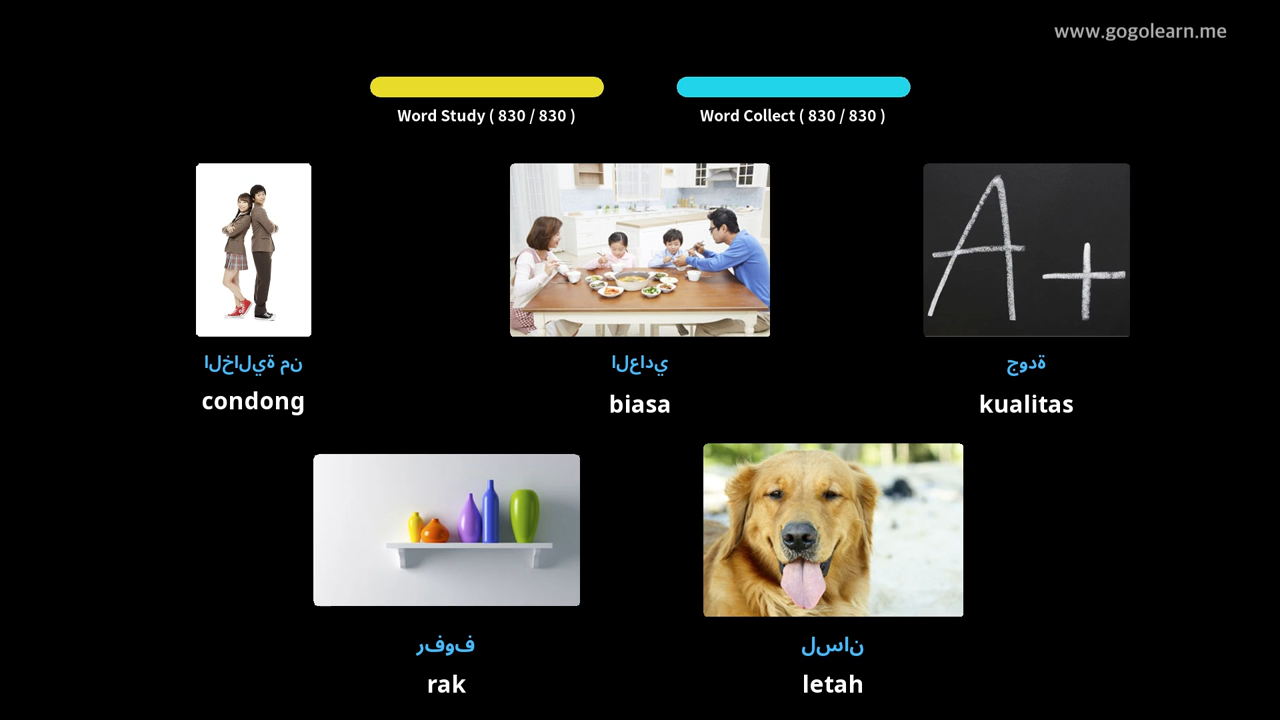 www.gogolearn.me
Word Study ( 830 / 830 )
Word Collect ( 830 / 830 )
الخالية من
العادي
جودة
condong
biasa
kualitas
رفوف
لسان
rak
letah